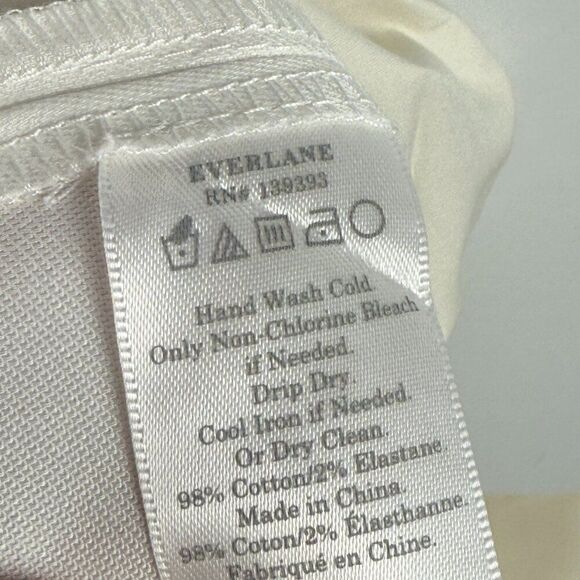 EVERLANE
RN# 139393
Hand Wash Cold.
Only Non-Chlorine Bleach
if Needed.
Drip Dry.
Cool Iron if Needed.
Or Dry Clean.
98% Cotton/2% Elastane.
Made in China.
98% Coton/2% Élasthanne.
Fabriqué en Chine.